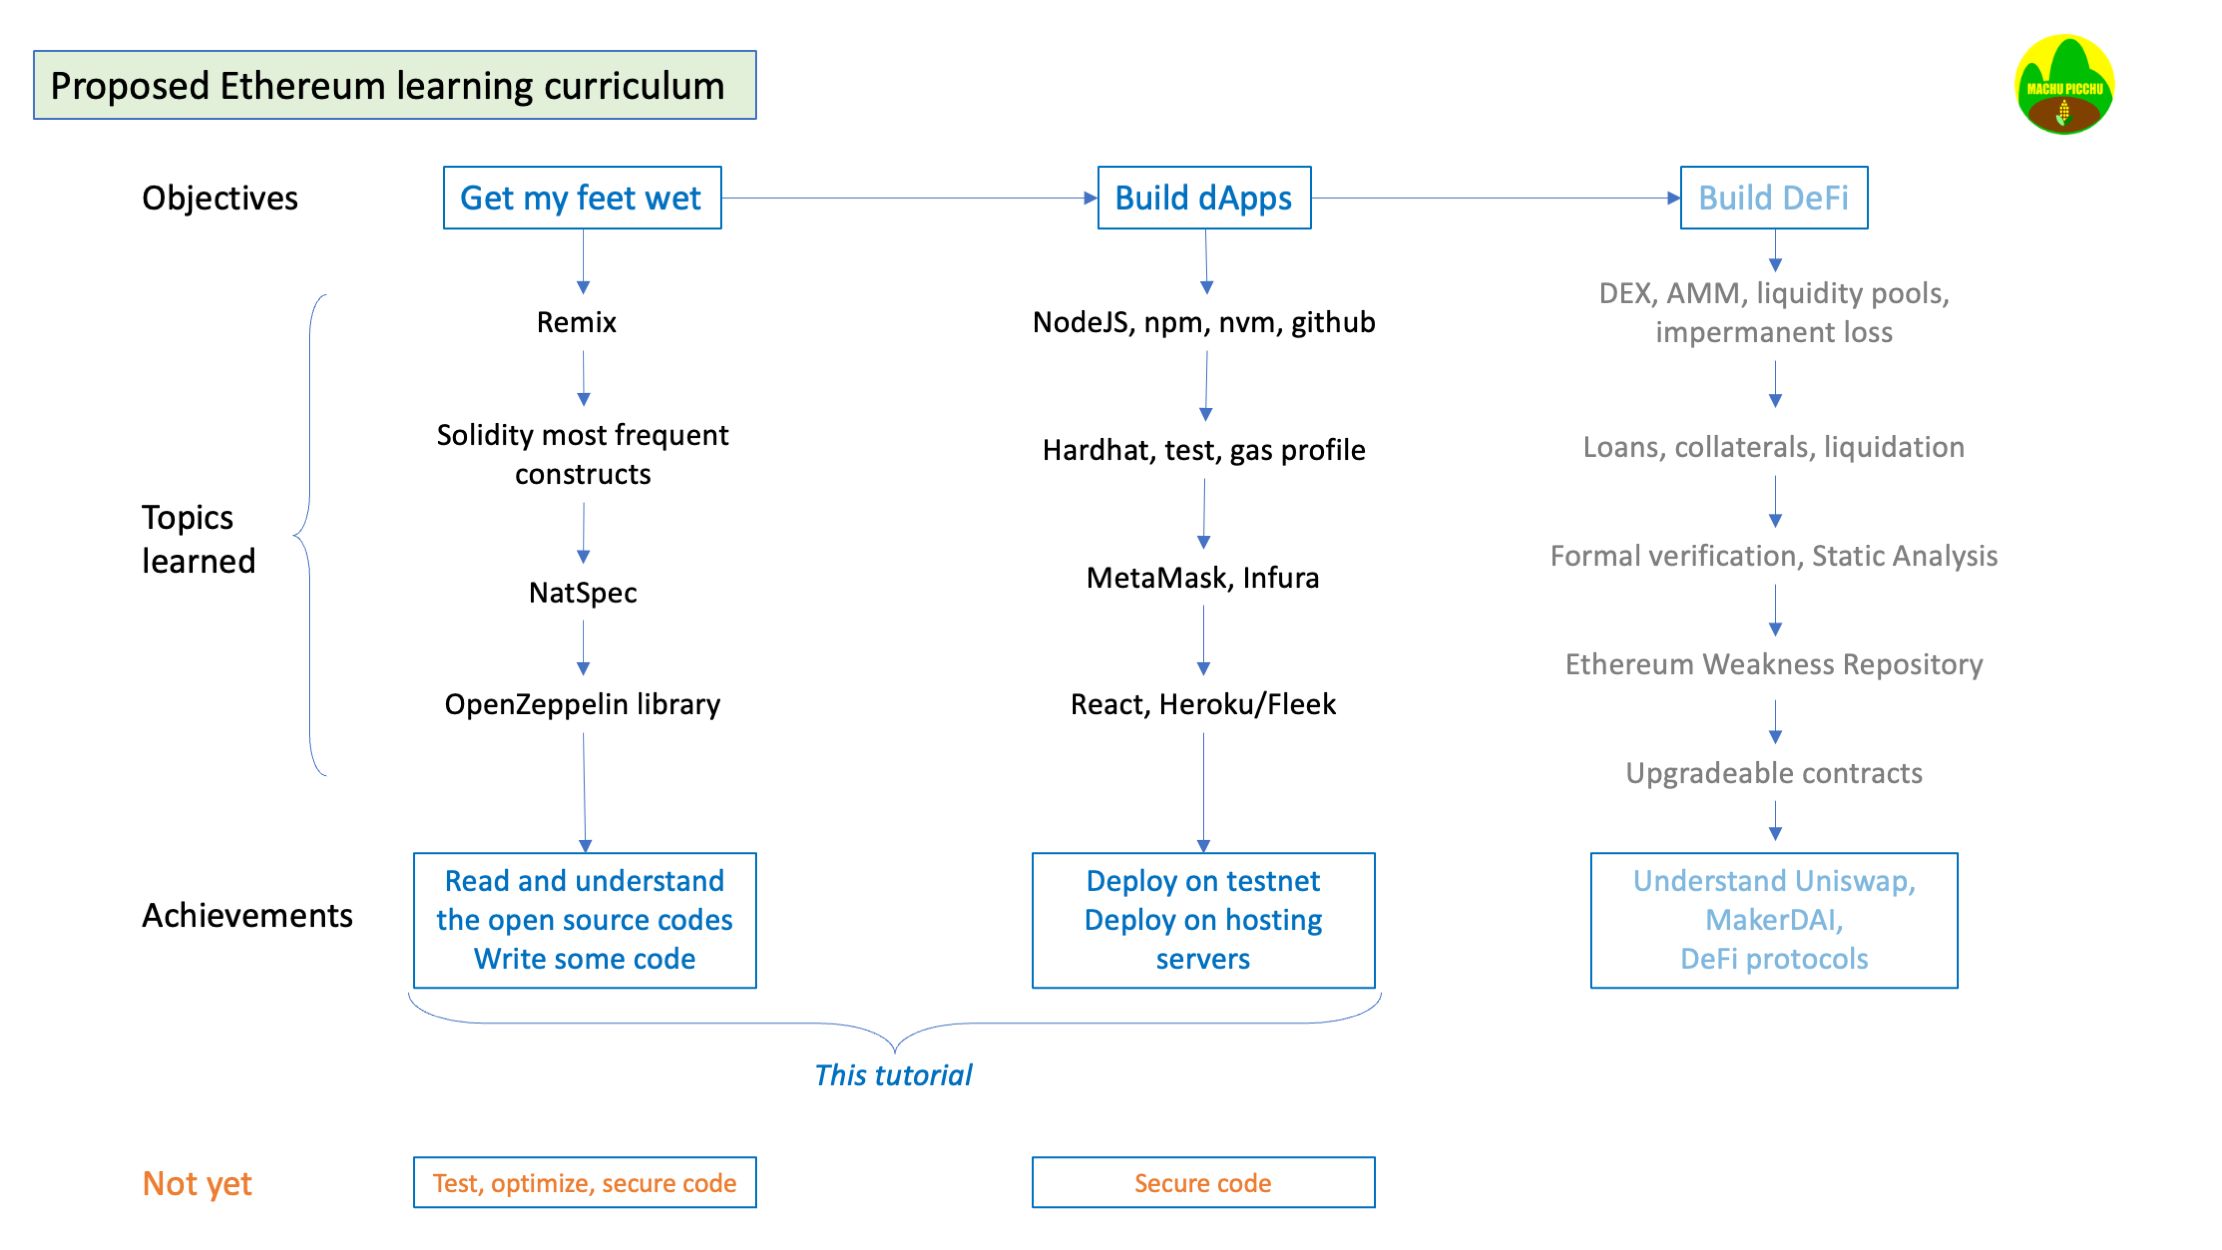 Proposed Ethereum learning curriculum
MACHU PICCHU
Objectives
Get my feet wet
Build dApps
Build DeFi
Topics
learned
Remix
Solidity most frequent
constructs
NatSpec
OpenZeppelin library
NodeJS, npm, nvm, github
Hardhat, test, gas profile
MetaMask, Infura
React, Heroku/Fleek
DEX, AMM, liquidity pools,
impermanent loss
Loans, collaterals, liquidation
Formal verification, Static Analysis
Ethereum Weakness Repository
Upgradeable contracts
Achievements
Read and understand
the open source codes
Write some code
Deploy on testnet
Deploy on hosting
servers
Understand Uniswap,
MakerDAI,
DeFi protocols
This tutorial
Not yet
Test, optimize, secure code
Secure code